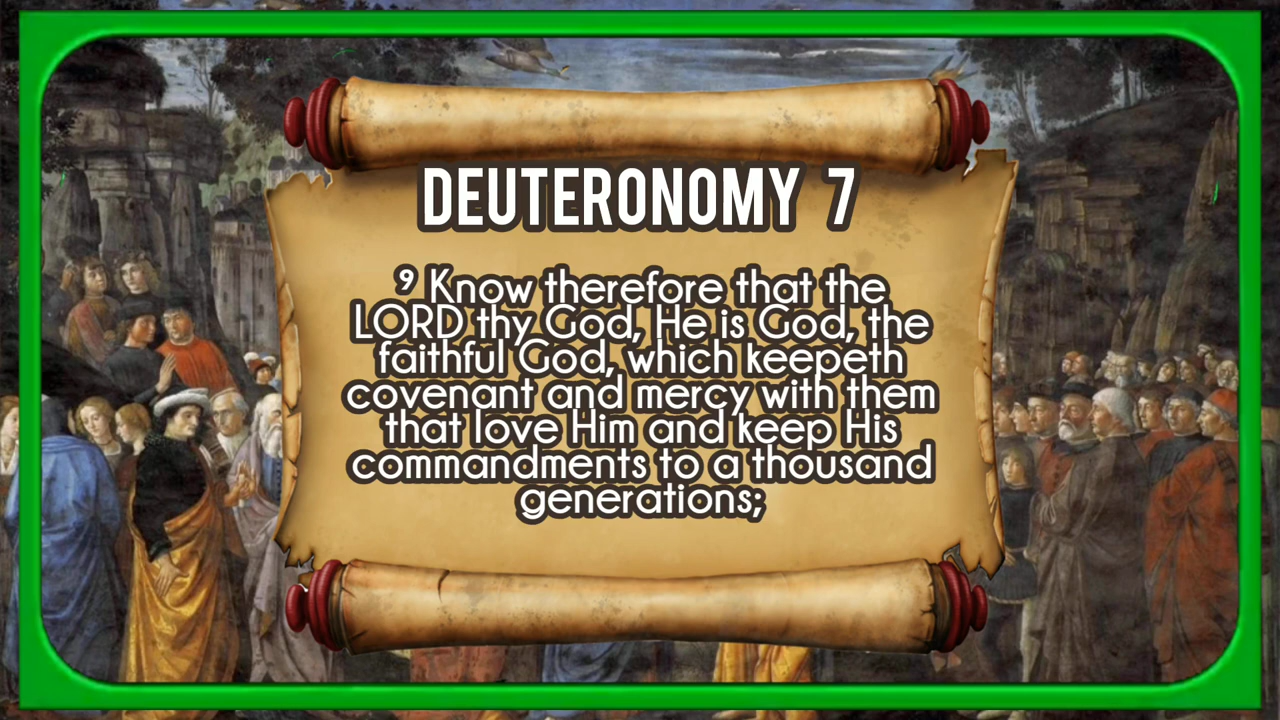 DEUTERONOMY 7
9 Know therefore that the
LORD thy God, He is God, the
faithful God, which keepeth
covenant and mercy with them
that love Him and keep His
commandments to a thousand
generations;